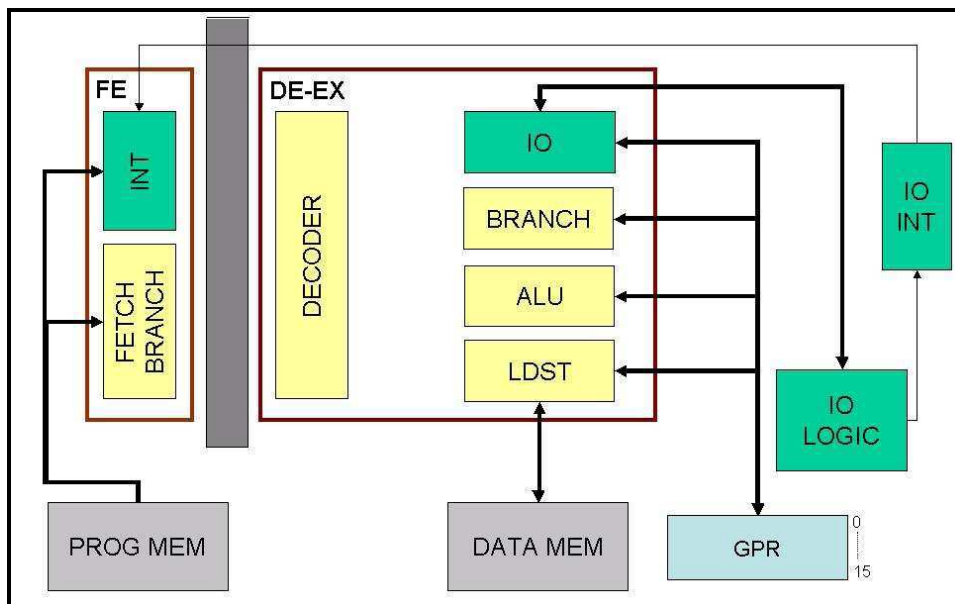 FE
INT
FETCH
BRANCH
DE-EX
DECODER
IO
BRANCH
ALU
LDST
IO
INT
IO
LOGIC
PROG MEM
DATA MEM
GPR
0
15